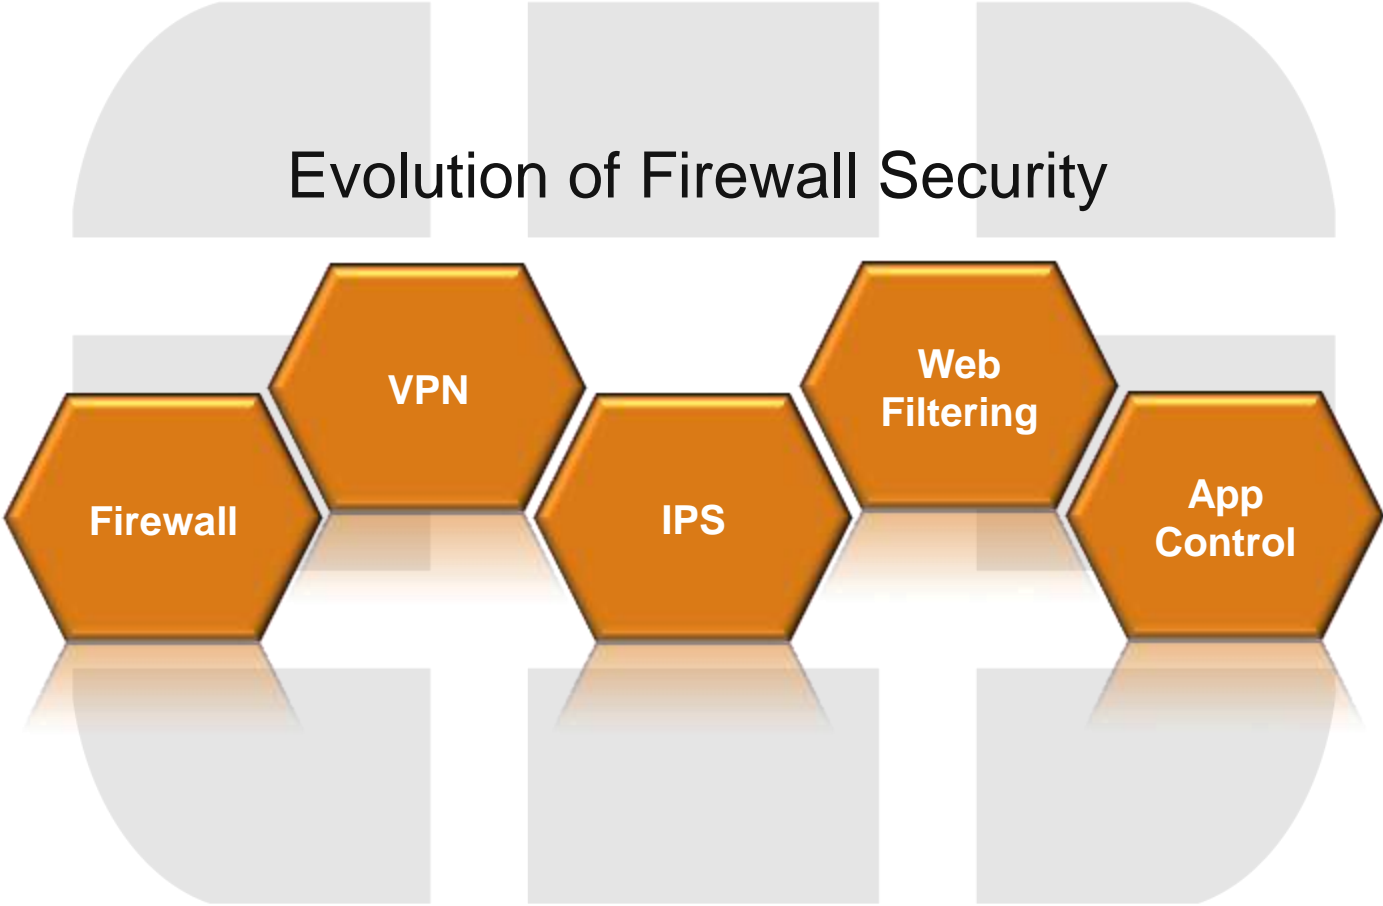 Evolution of Firewall Security
Firewall
VPN
IPS
Web
Filtering
App
Control